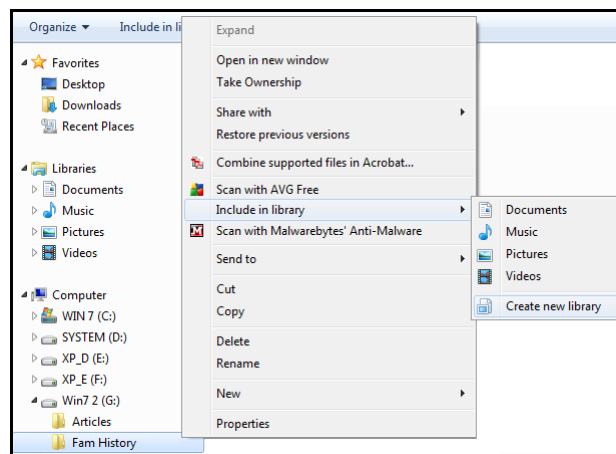 Organize
Include in li
Favorites
Desktop
Downloads
Recent Places
Libraries
Documents
Music
Pictures
Videos
Computer
WIN 7 (C:)
SYSTEM (D:)
XP_D (E:)
XP_E (F:)
Win7 2 (G:)
Articles
Fam History
Expand
Open in new window
Take Ownership
Share with
Restore previous versions
Combine supported files in Acrobat...
Scan with AVG Free
Include in library
Scan with Malwarebytes' Anti-Malware
Send to
Cut
Copy
Delete
Rename
New
Properties
Documents
Music
Pictures
Videos
Create new library